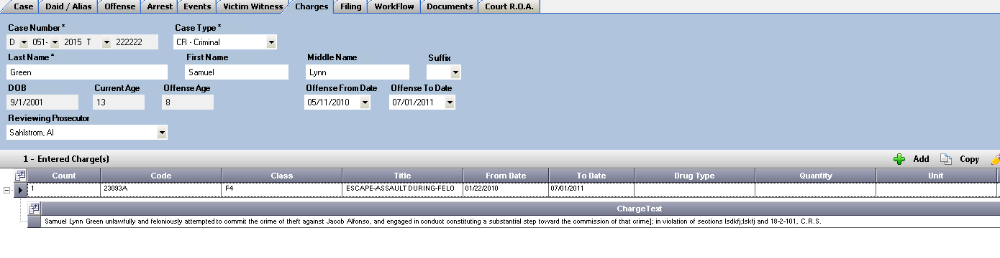 Case Daid / Alias Offense Arrest Events Victim Witness Charges Filing WorkFlow Documents Court R.O.A.
Case Number * Case Type *
D 051- 2015 T 222222 CR - Criminal
Last Name * First Name Middle Name Suffix
Green Samuel Lynn
DOB Current Age Offense Age Offense From Date Offense To Date
9/1/2001 13 8 05/11/2010 07/01/2011
Reviewing Prosecutor
Sahlstrom, Al
1 - Entered Charge(s) Add Copy
Count Code Class Title From Date To Date Drug Type Quantity Unit
1 23093A F4 ESCAPE-ASSAULT DURING-FELO 01/22/2010 07/01/2011
ChargeText
Samuel Lynn Green unlawfully and feloniously attempted to commit the crime of theft against Jacob Alfonso, and engaged in conduct constituting a substantial step toward the commission of that crime]; in violation of sections lsdkfj;lskfj and 18-2-101, C.R.S.